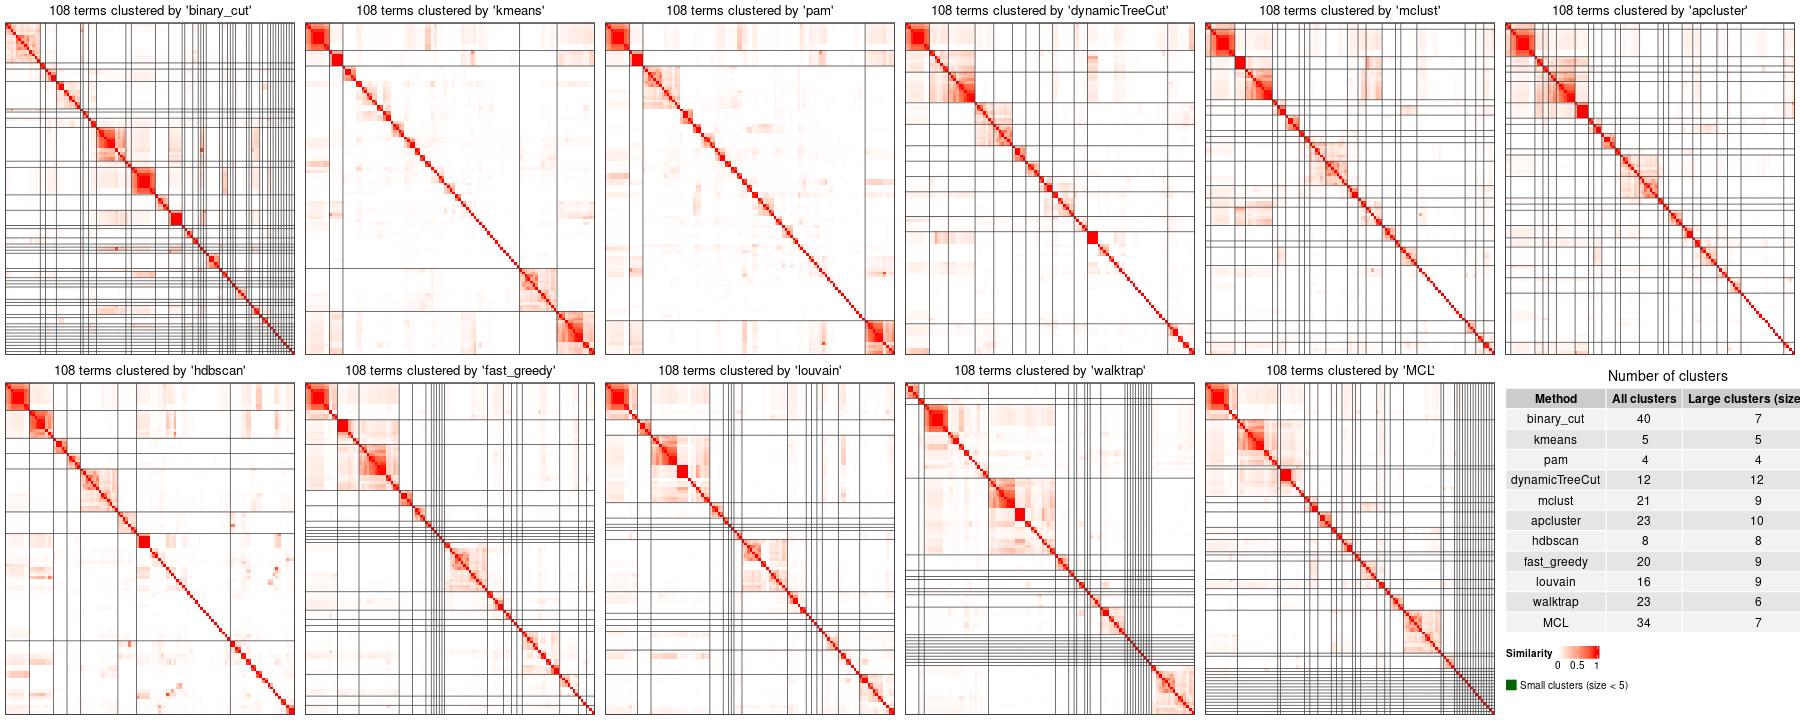 108 terms clustered by 'binary_cut'
108 terms clustered by 'kmeans'
108 terms clustered by 'pam'
108 terms clustered by 'dynamicTreeCut'
108 terms clustered by 'mclust'
108 terms clustered by 'apcluster'
108 terms clustered by 'hdbscan'
108 terms clustered by 'fast_greedy'
108 terms clustered by 'louvain'
108 terms clustered by 'walktrap'
108 terms clustered by 'MCL'
Number of clusters
Method All clusters Large clusters (size
binary_cut 40 7
kmeans 5 5
pam 4 4
dynamicTreeCut 12 12
mclust 21 9
apcluster 23 10
hdbscan 8 8
fast_greedy 20 9
louvain 16 9
walktrap 23 6
MCL 34 7
Similarity
0 0.5 1
Small clusters (size < 5)